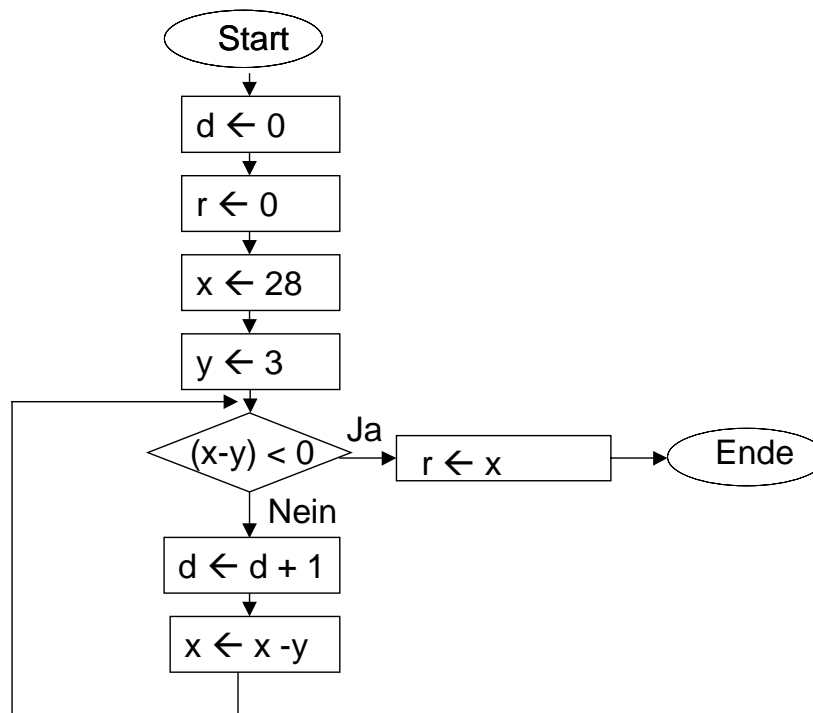 Start
d ← 0
r ← 0
x ← 28
y ← 3
(x-y) < 0
Ja
r ← x
Ende
Nein
d ← d + 1
x ← x -y